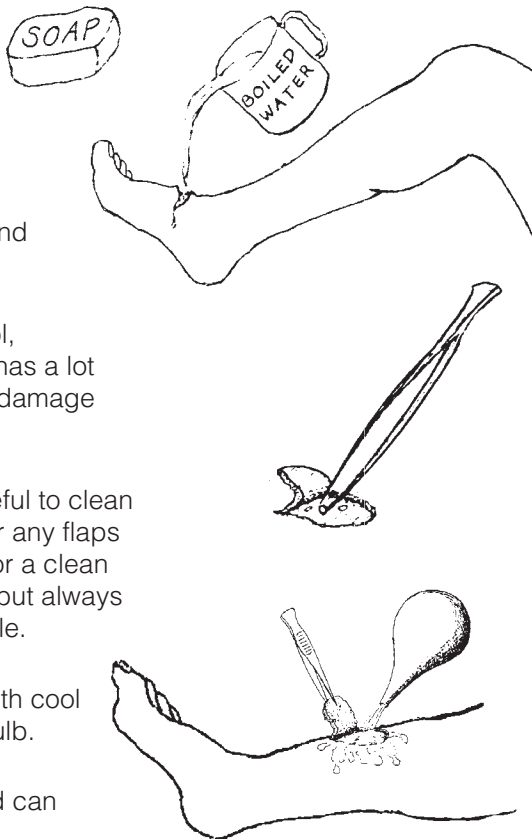 SOAP
BOILED
WATER
nd
ol,
has a lot
damage
eful to clean
r any flaps
or a clean
but always
le.
th cool
ulb.
d can